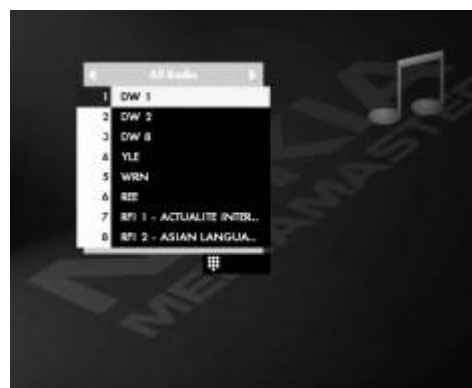 All Radio
1 DW 1
2 DW 2
3 DW 8
4 YLE
5 WRN
6 REE
7 RFI 1 - ACTUALITE INTER..
8 RFI 2 - ASIAN LANGUA..
NOKIA
MEDIAMASTER